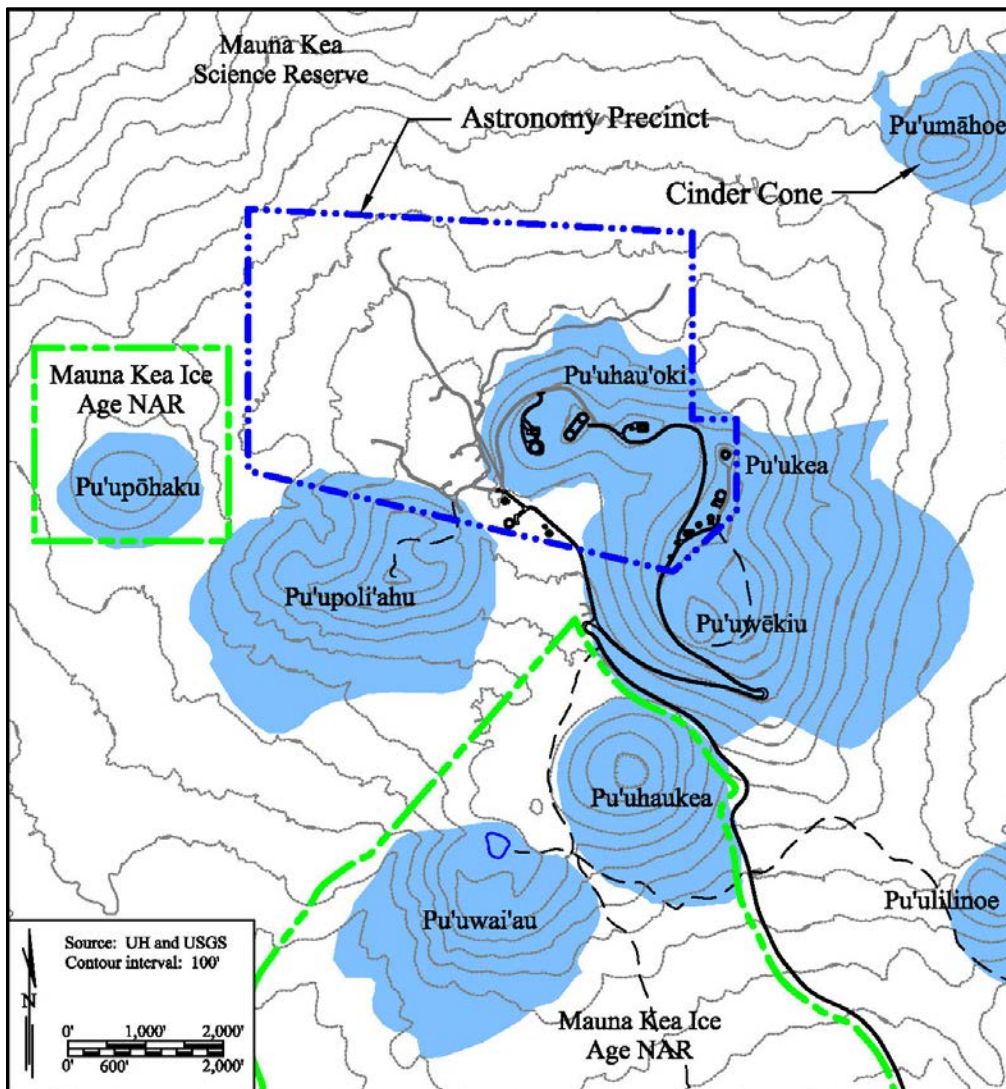 Mauna Kea
Science Reserve
Astronomy Precinct
Pu'umāhoe
Cinder Cone
Mauna Kea Ice
Age NAR
Pu'uhau'oki
Pu'ukea
Pu'upōhaku
Pu'upoli'ahu
Pu'uwēkiu
Pu'uhaukea
Pu'ulilinoe
Pu'uwai'au
Source: UH and USGS
Contour interval: 100'
N
0' 1,000' 2,000'
0' 600' 2,000'
Mauna Kea Ice
Age NAR